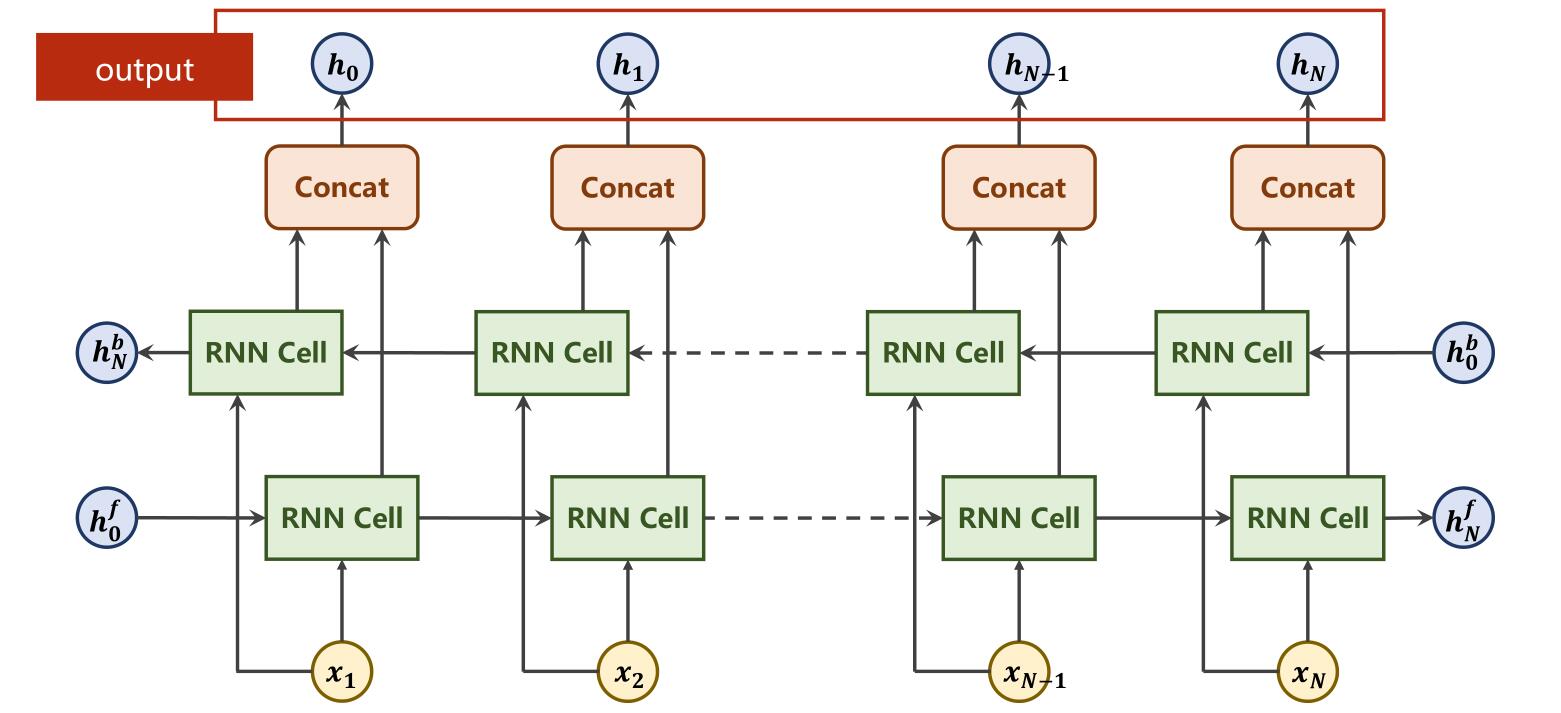 output
h_0 h_1 h_{N-1} h_N
Concat Concat Concat Concat
h_N^b RNN Cell RNN Cell RNN Cell RNN Cell h_0^b
h_0^f RNN Cell RNN Cell RNN Cell RNN Cell h_N^f
x_1 x_2 x_{N-1} x_N